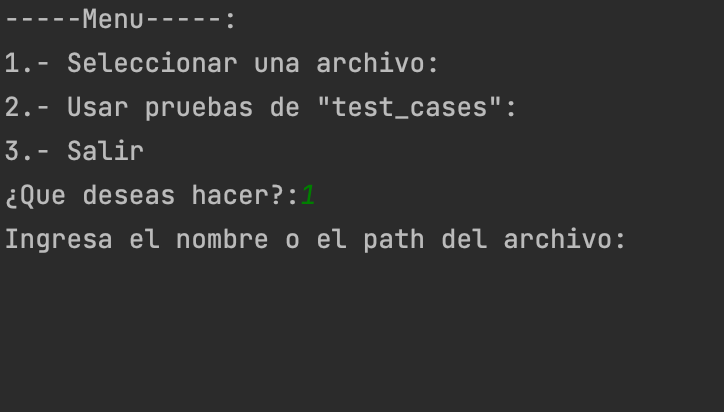 -----Menu-----:
1.- Seleccionar una archivo:
2.- Usar pruebas de "test_cases":
3.- Salir
¿Que deseas hacer?:1
Ingresa el nombre o el path del archivo: